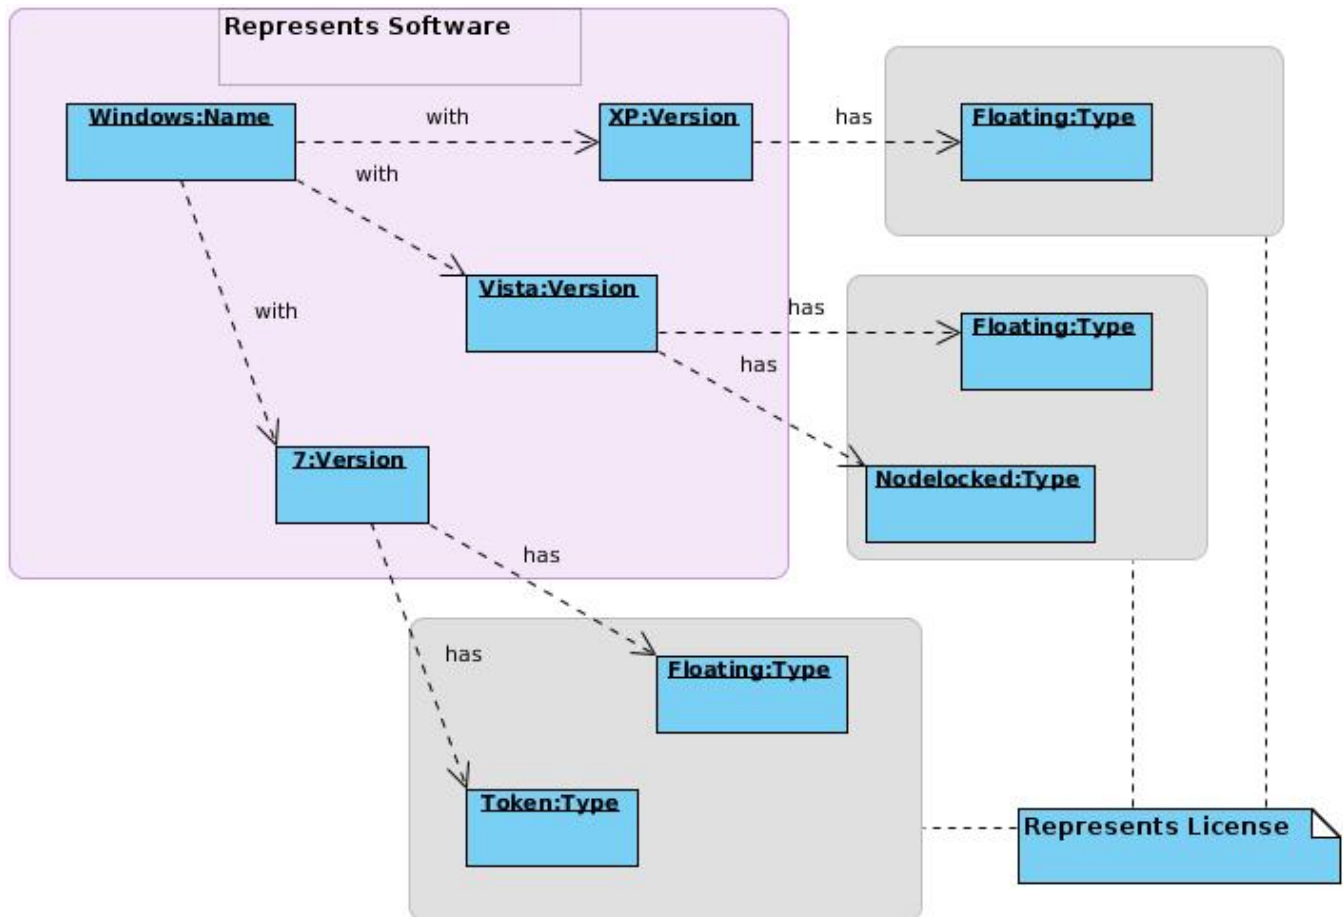 Represents Software
Windows:Name
with
XP:Version
has
Floating:Type
with
Vista:Version
has
Floating:Type
with
has
7:Version
Nodelocked:Type
has
has
Floating:Type
Token:Type
Represents License